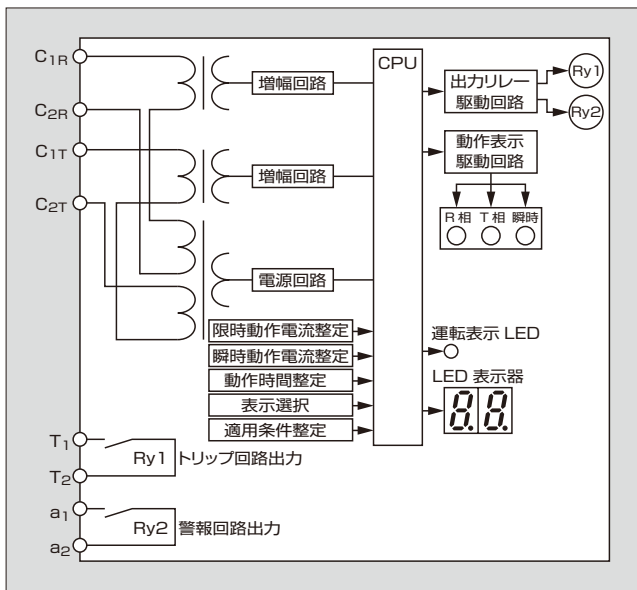 C1R
C2R
C1T
C2T
増幅回路
増幅回路
電源回路
CPU
出力リレー
駆動回路
Ry1
Ry2
動作表示
駆動回路
R 相 T 相 瞬時
限時動作電流整定
瞬時動作電流整定
動作時間整定
表示選択
適用条件整定
運転表示 LED
LED 表示器
8.8.
T1
T2
Ry1 トリップ回路出力
a1
a2
Ry2 警報回路出力